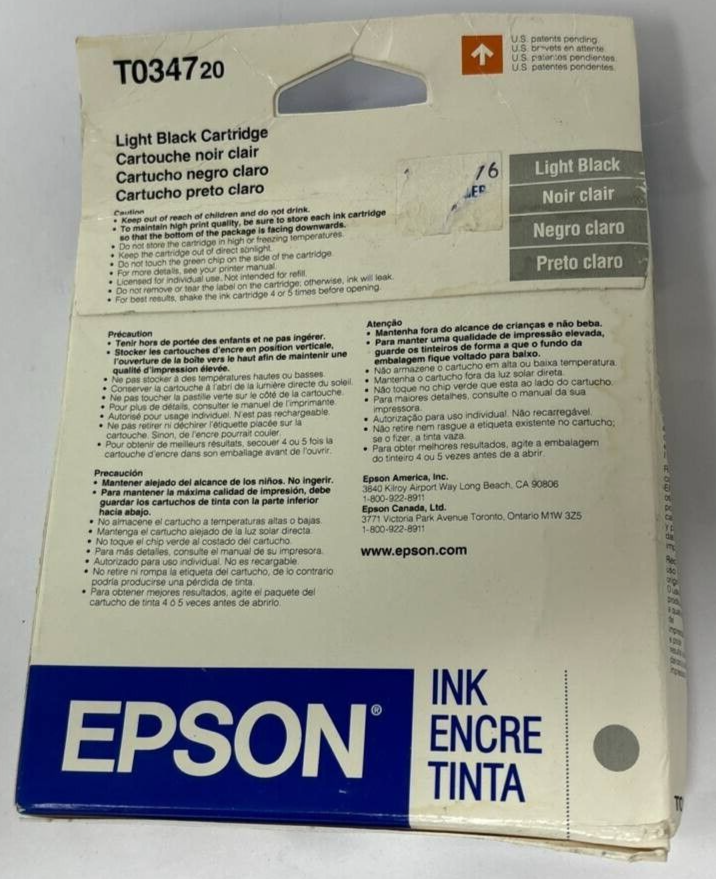 T034720
U.S. patents pending.
U.S. brevets en attente.
U.S. patentes pendientes.
U.S. patentes pendentes.
Light Black Cartridge
Cartouche noir clair
Cartucho negro claro
Cartucho preto claro
76
Light Black
Noir clair
Negro claro
Preto claro
Caution
• Keep out of reach of children and do not drink.
• To maintain high print quality, be sure to store each ink cartridge
so that the bottom of the package is facing downwards.
• Do not store the cartridge in high or freezing temperatures.
• Keep the cartridge out of direct sunlight.
• Do not touch the green chip on the side of the cartridge.
• For more details, see your printer manual.
• Licensed for individual use. Not intended for refill.
• Do not remove or tear the label on the cartridge; otherwise, ink will leak.
• For best results, shake the ink cartridge 4 or 5 times before opening.
Précaution
• Tenir hors de portée des enfants et ne pas ingérer.
• Stocker les cartouches d'encre en position verticale,
l'ouverture de la boîte vers le haut afin de maintenir une
qualité d'impression élevée.
• Ne pas stocker à des températures hautes ou basses.
• Conserver la cartouche à l'abri de la lumière directe du soleil.
• Ne pas toucher la pastille verte sur le côté de la cartouche.
• Pour plus de détails, consulter le manuel de l'imprimante.
• Autorisé pour usage individuel. N'est pas rechargeable.
• Ne pas retirer ni déchirer l'étiquette placée sur la
cartouche. Sinon, de l'encre pourrait couler.
• Pour obtenir de meilleurs résultats, secouer 4 ou 5 fois la
cartouche d'encre dans son emballage avant de l'ouvrir.
Precaución
• Mantener alejado del alcance de los niños. No ingerir.
• Para mantener la máxima calidad de impresión, debe
guardar los cartuchos de tinta con la parte inferior
hacia abajo.
• No almacene el cartucho a temperaturas altas o bajas.
• Mantenga el cartucho alejado de la luz solar directa.
• No toque el chip verde al costado del cartucho.
• Para más detalles, consulte el manual de su impresora.
• Autorizado para uso individual. No es recargable.
• No retire ni rompa la etiqueta del cartucho, de lo contrario
podría producirse una pérdida de tinta.
• Para obtener mejores resultados, agite el paquete del
cartucho de tinta 4 ó 5 veces antes de abrirlo.
Atenção
• Mantenha fora do alcance de crianças e não beba.
• Para manter uma qualidade de impressão elevada,
guarde os tinteiros de forma a que o fundo da
embalagem fique voltado para baixo.
• Não armazene o cartucho em alta ou baixa temperatura.
• Mantenha o cartucho fora da luz solar direta.
• Não toque no chip verde que esta ao lado do cartucho.
• Para maiores detalhes, consulte o manual da sua
impressora.
• Autorização para uso individual. Não recarregável.
• Não retire nem rasgue a etiqueta existente no cartucho;
se o fizer, a tinta vaza.
• Para obter melhores resultados, agite a embalagem
do tinteiro 4 ou 5 vezes antes de a abrir.
Epson America, Inc.
3840 Kilroy Airport Way Long Beach, CA 90806
1-800-922-8911
Epson Canada, Ltd.
3771 Victoria Park Avenue Toronto, Ontario M1W 3Z5
1-800-922-8911
www.epson.com
EPSON®
INK
ENCRE
TINTA